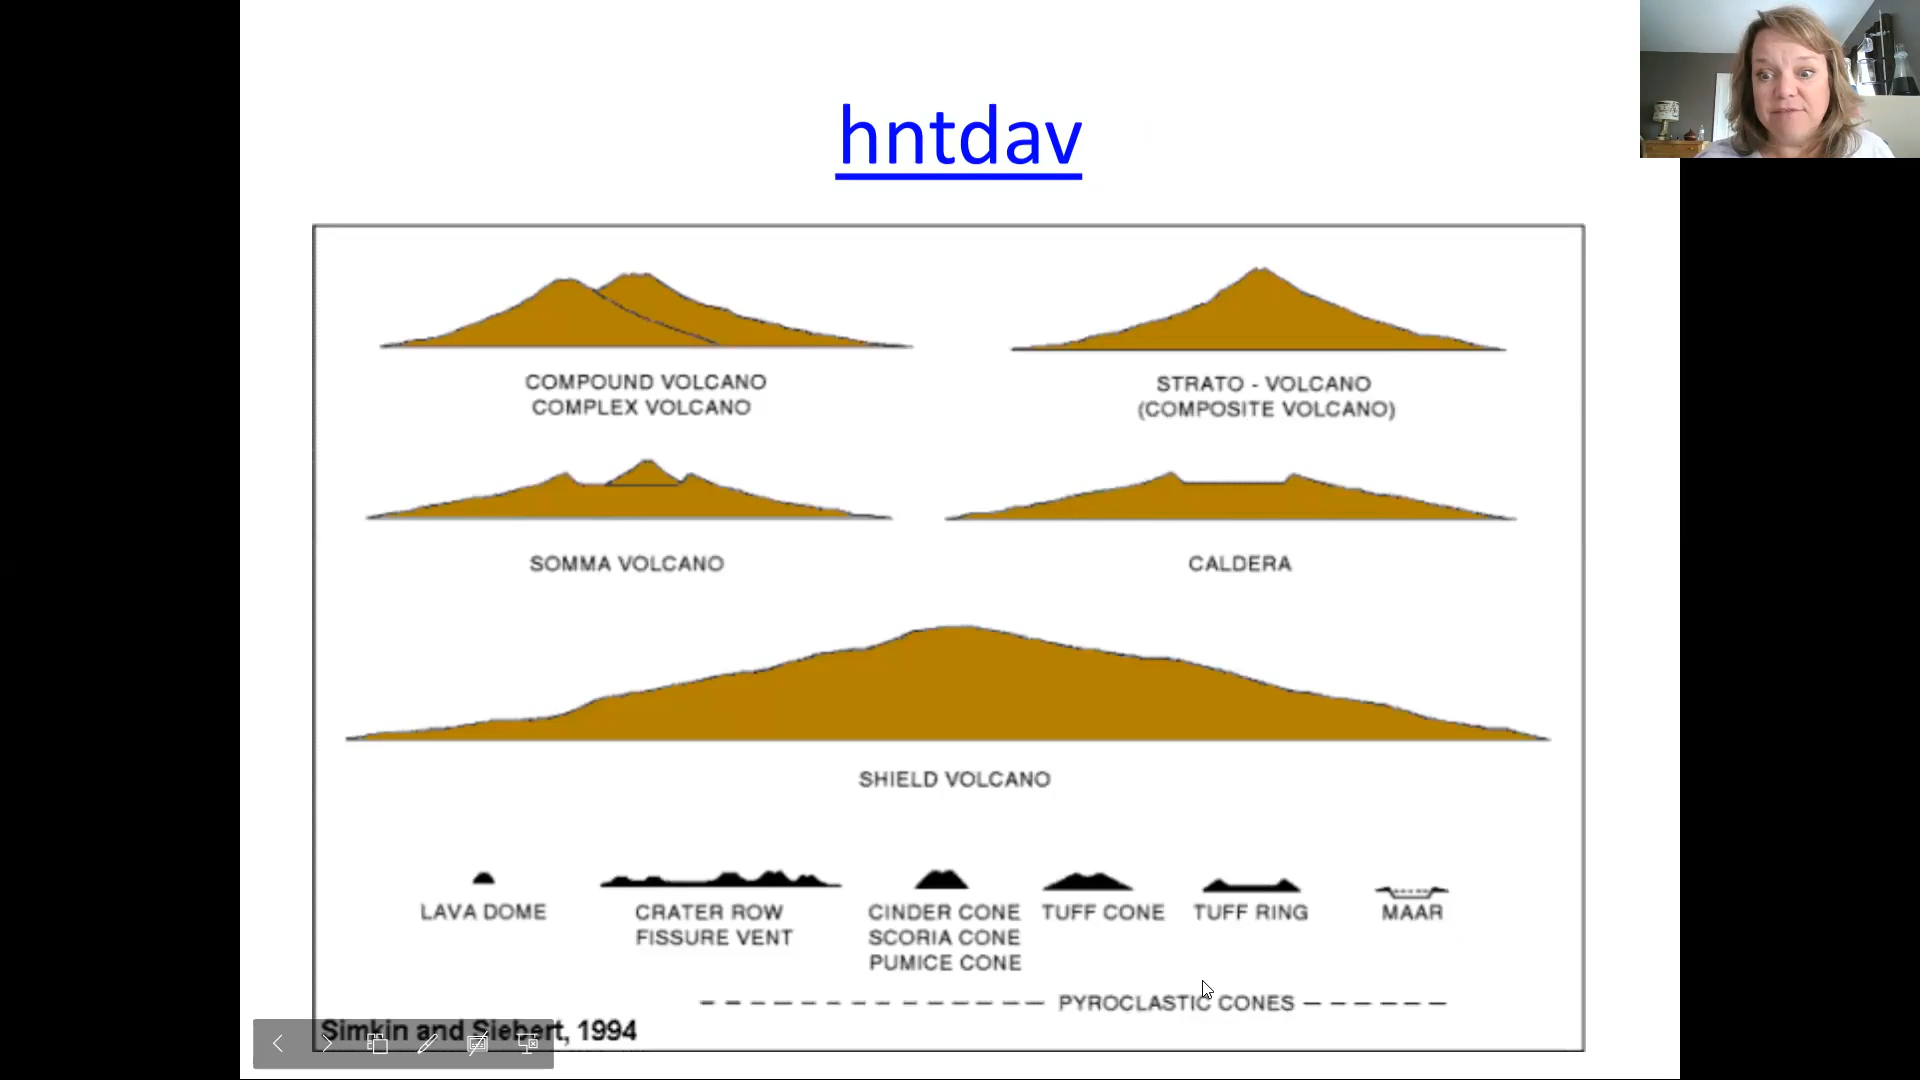 hntdav
COMPOUND VOLCANO
COMPLEX VOLCANO
STRATO - VOLCANO
(COMPOSITE VOLCANO)
SOMMA VOLCANO
CALDERA
SHIELD VOLCANO
LAVA DOME
CRATER ROW
FISSURE VENT
CINDER CONE
SCORIA CONE
PUMICE CONE
TUFF CONE
TUFF RING
MAAR
PYROCLASTIC CONES
Simkin and Siebert, 1994